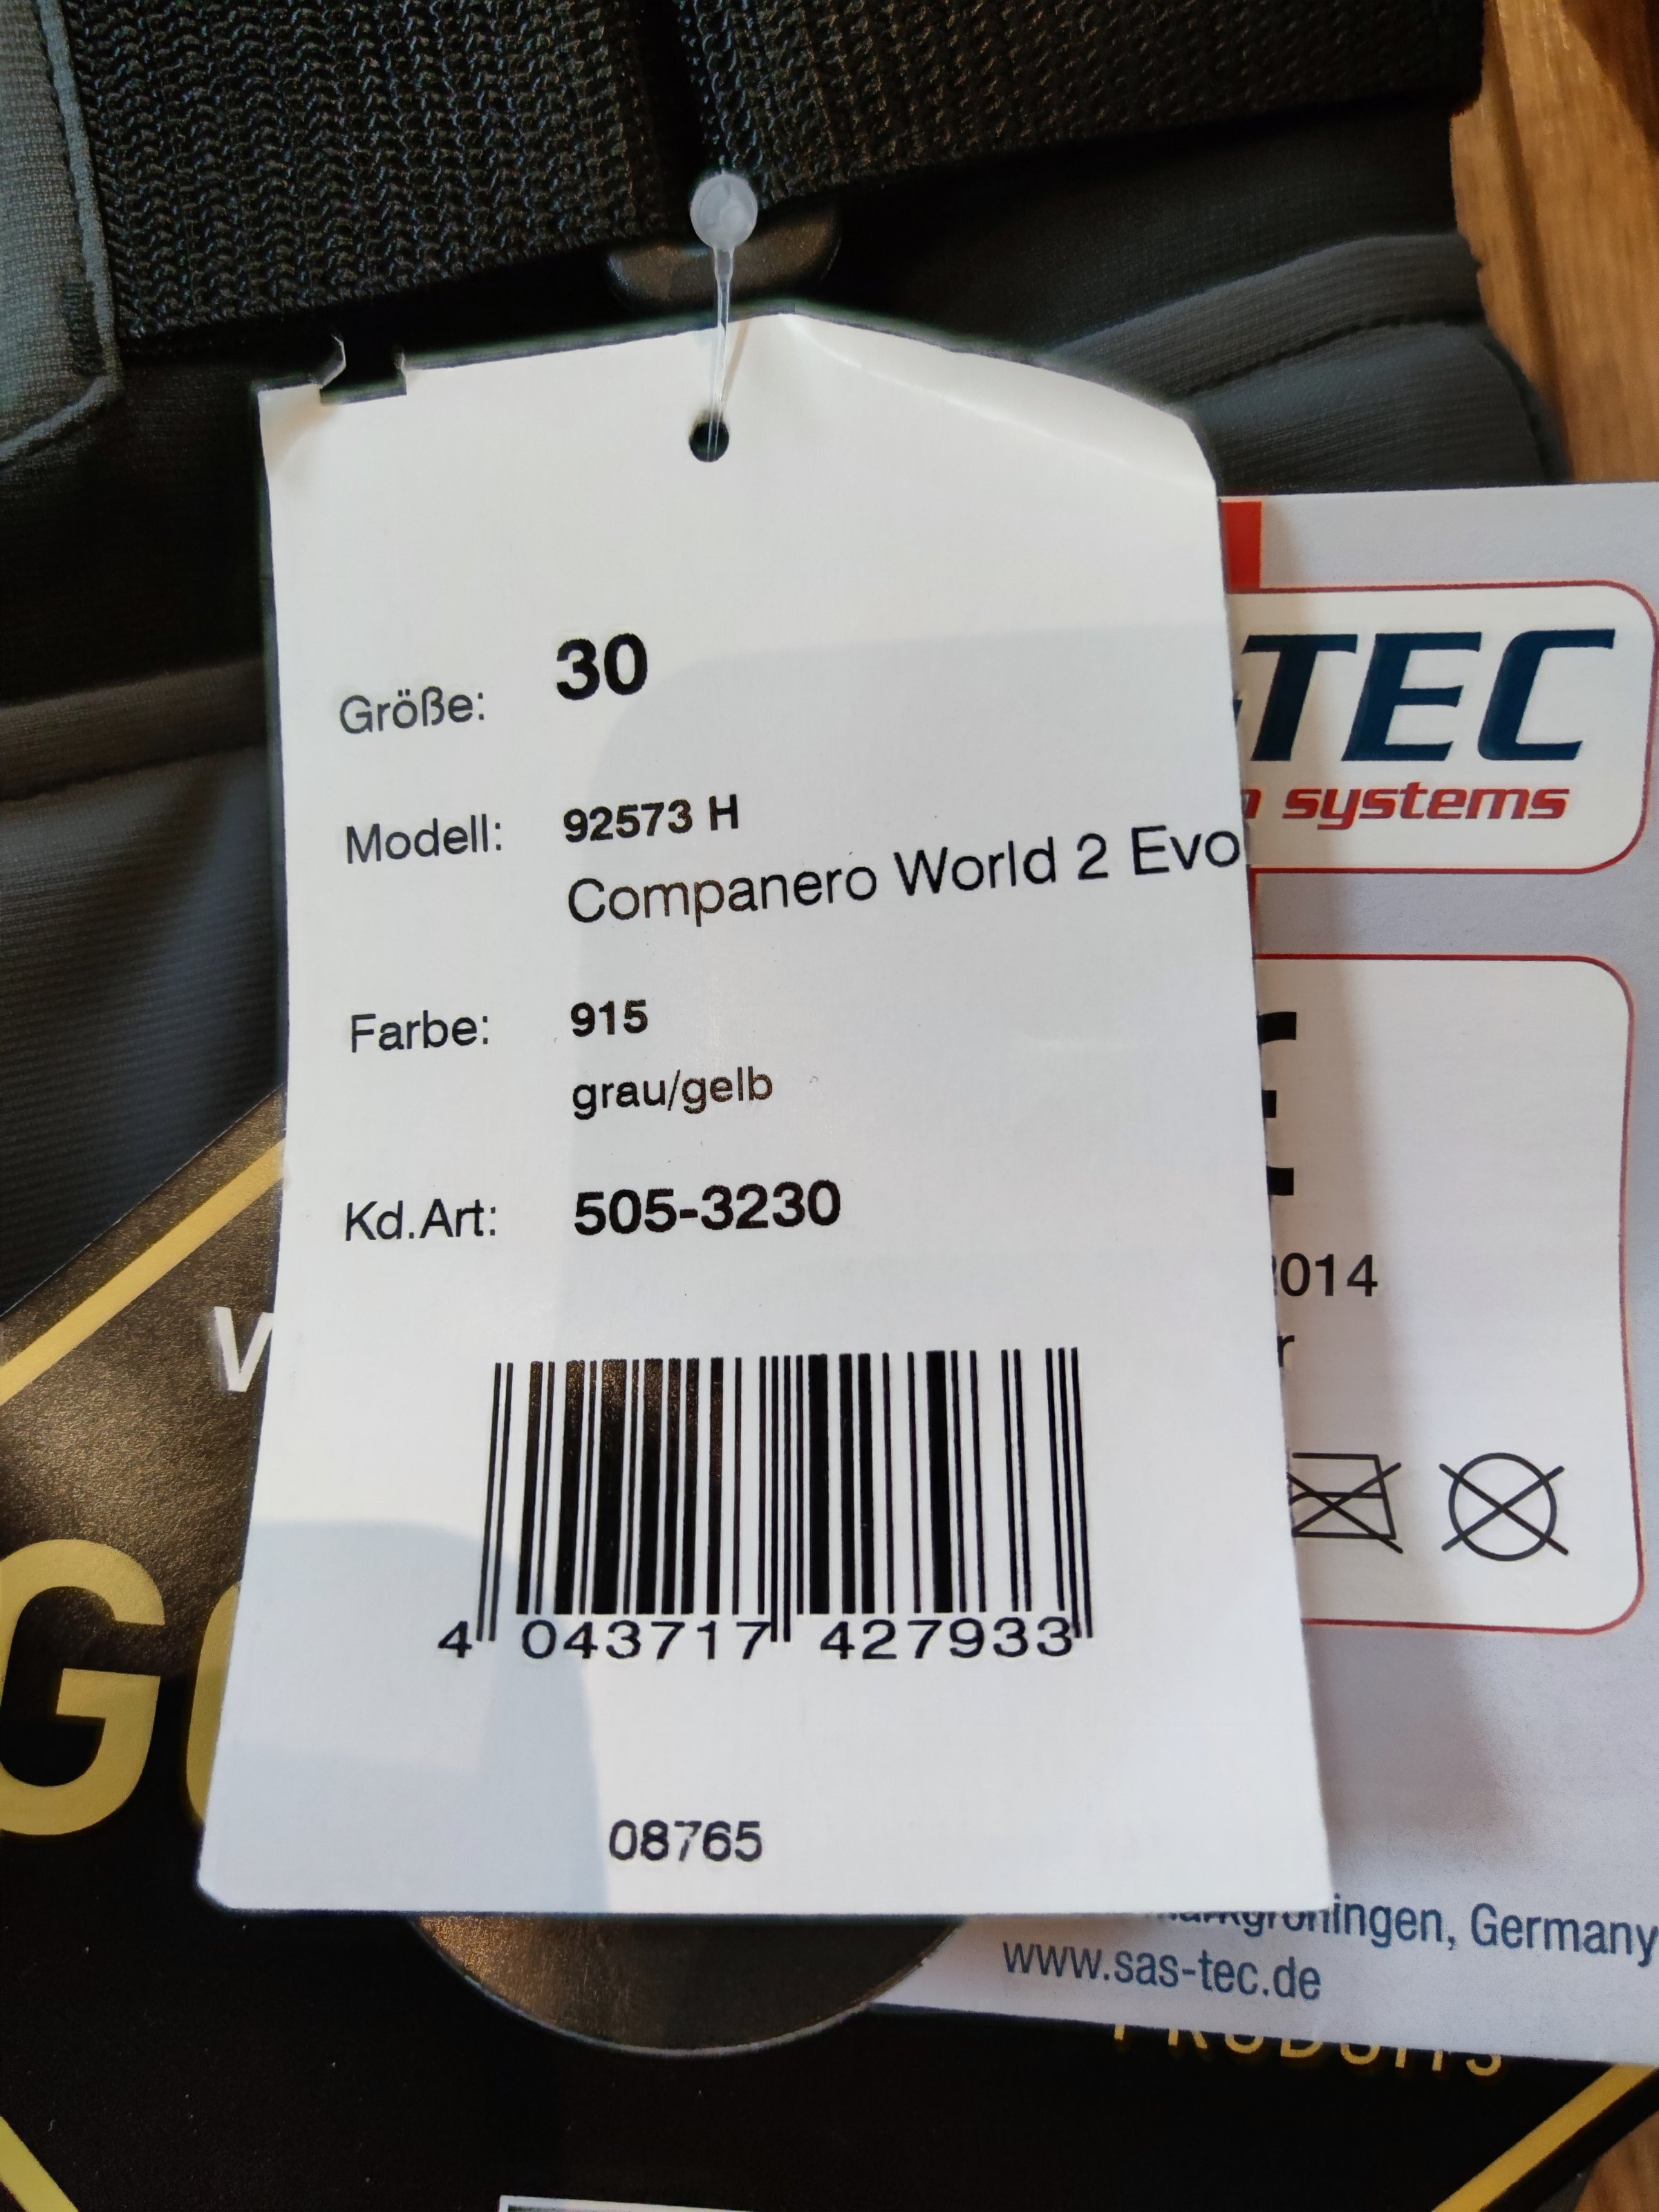 Größe: 30
Modell: 92573 H
Companero World 2 Evo
Farbe: 915
grau/gelb
Kd.Art: 505-3230
4 043717 427933
08765
TEC
systems
2014
Germany
www.sas-tec.de
PRODUITS